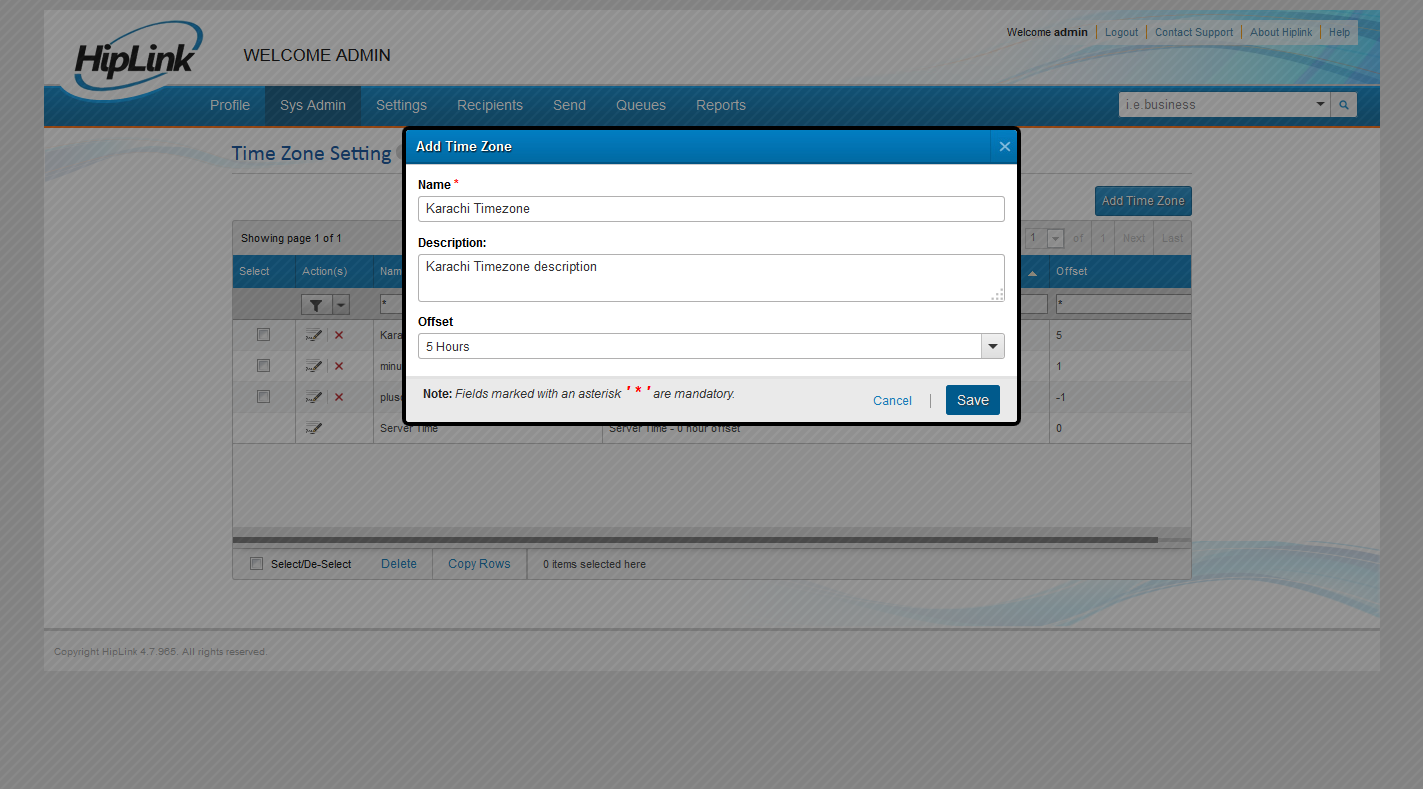 HipLink
WELCOME ADMIN
Welcome admin Logout Contact Support About Hiplink Help
Profile Sys Admin Settings Recipients Send Queues Reports i.e.business
Time Zone Setting
Add Time Zone
Add Time Zone
Name *
Karachi Timezone
Description:
Karachi Timezone description
Offset
5 Hours
Note: Fields marked with an asterisk ' * ' are mandatory.
Cancel Save
Showing page 1 of 1 1 of 1 Next Last
Select Action(s) Nam Offset
* *
Kara 5
minu 1
plus -1
Server Time Server Time - 0 hour offset 0
Select/De-Select Delete Copy Rows 0 items selected here
Copyright HipLink 4.7.965. All rights reserved.